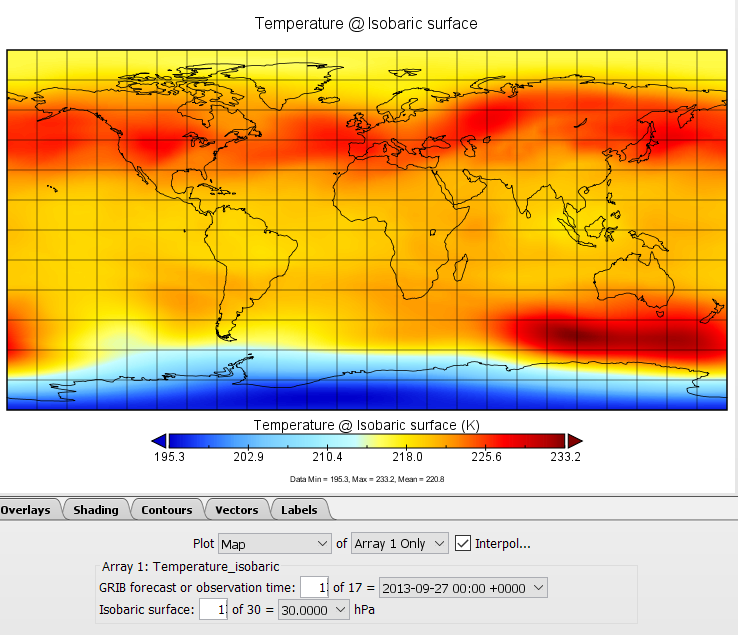 Temperature @ Isobaric surface
Temperature @ Isobaric surface (K)
195.3 202.9 210.4 218.0 225.6 233.2
Data Min = 195.3, Max = 233.2, Mean = 220.8
Overlays Shading Contours Vectors Labels
Plot Map of Array 1 Only Interpol...
Array 1: Temperature_isobaric
GRIB forecast or observation time: 1 of 17 = 2013-09-27 00:00 +0000
Isobaric surface: 1 of 30 = 30.0000 hPa